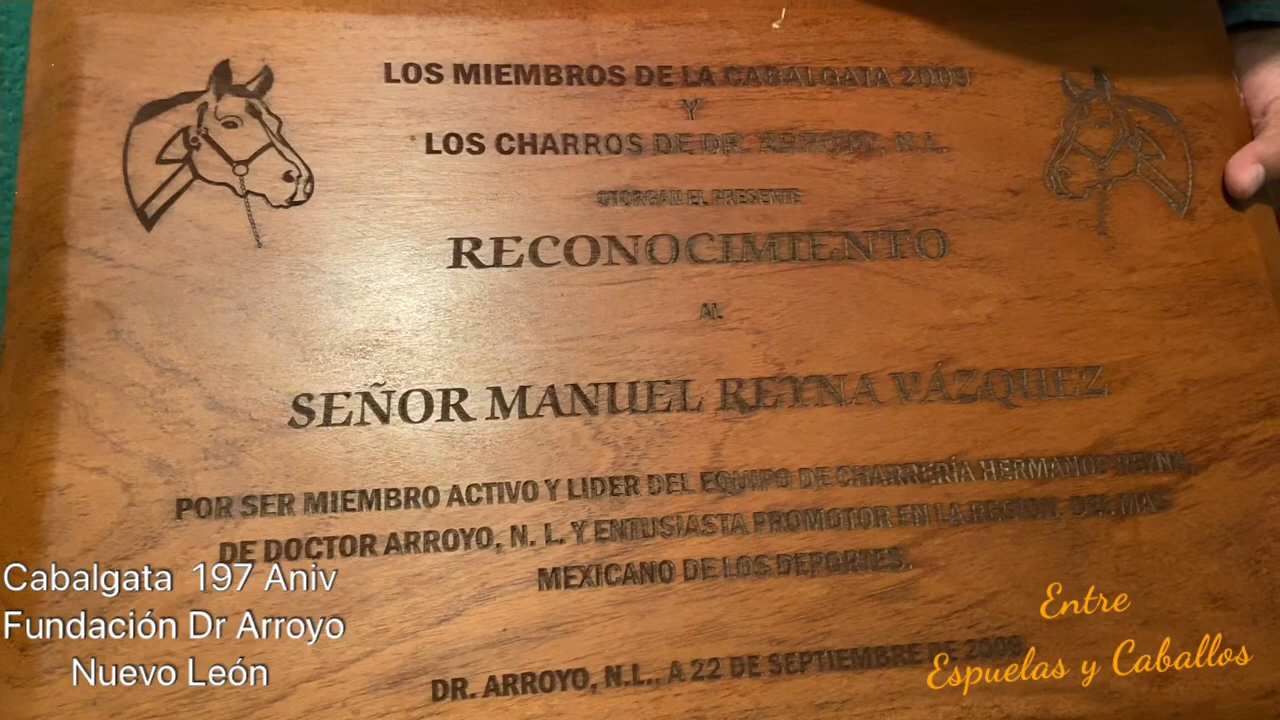 LOS MIEMBROS DE LA CABALGATA 2009
Y
LOS CHARROS DE DR. ARROYO, N.L.
OTORGAN EL PRESENTE
RECONOCIMIENTO
AL
SEÑOR MANUEL REYNA VÁZQUEZ
POR SER MIEMBRO ACTIVO Y LIDER DEL EQUIPO DE CHARRERÍA HERMANOS REYNA,
DE DOCTOR ARROYO, N. L. Y ENTUSIASTA PROMOTOR EN LA REGION, DEL MAS
MEXICANO DE LOS DEPORTES.
DR. ARROYO, N.L., A 22 DE SEPTIEMBRE DE 2009
Cabalgata 197 Aniv
Fundación Dr Arroyo
Nuevo León
Entre
Espuelas y Caballos